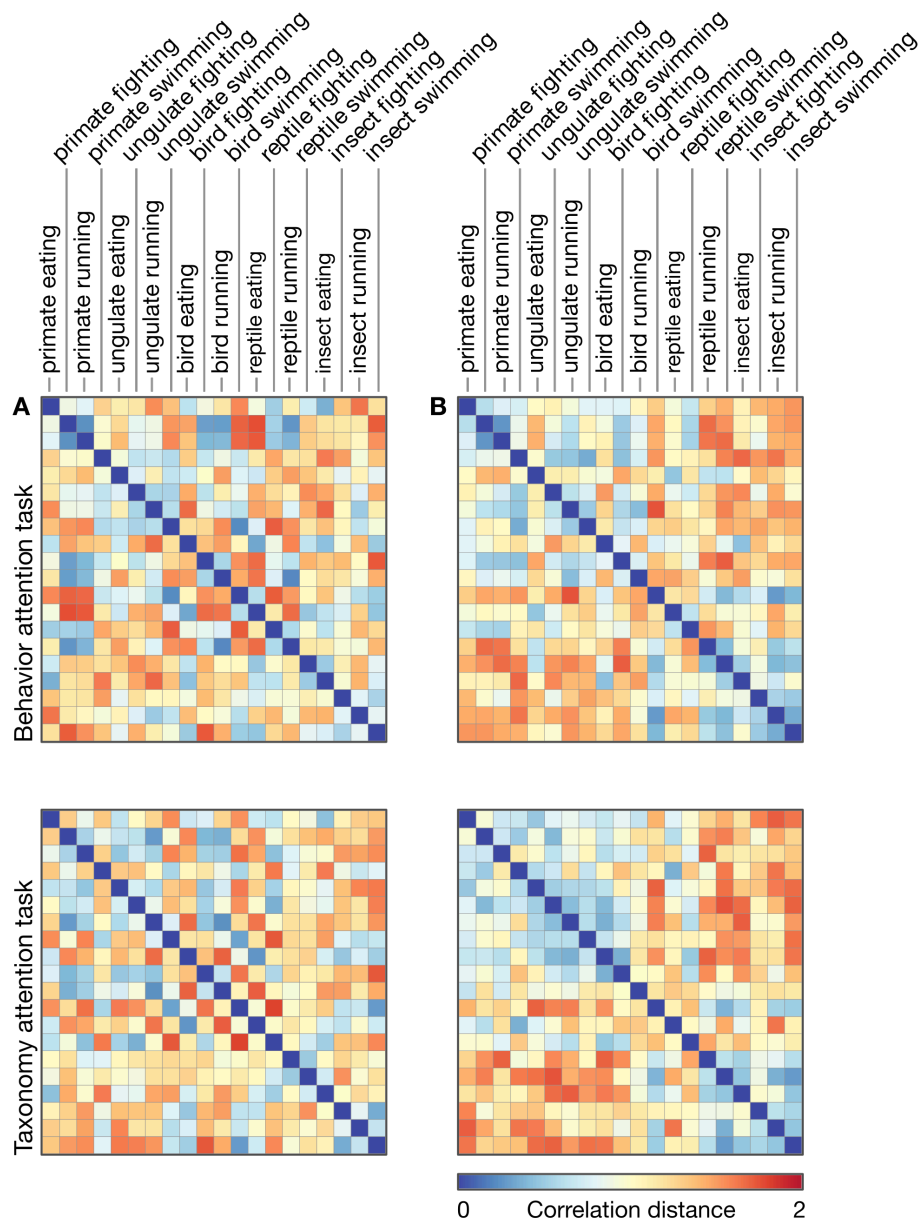 primate fighting
primate swimming
ungulate fighting
ungulate swimming
bird fighting
bird swimming
reptile fighting
reptile swimming
insect fighting
insect swimming
primate eating
primate running
ungulate eating
ungulate running
bird eating
bird running
reptile eating
reptile running
insect eating
insect running
primate fighting
primate swimming
ungulate fighting
ungulate swimming
bird fighting
bird swimming
reptile fighting
reptile swimming
insect fighting
insect swimming
primate eating
primate running
ungulate eating
ungulate running
bird eating
bird running
reptile eating
reptile running
insect eating
insect running
A
B
Behavior attention task
Taxonomy attention task
0 Correlation distance 2